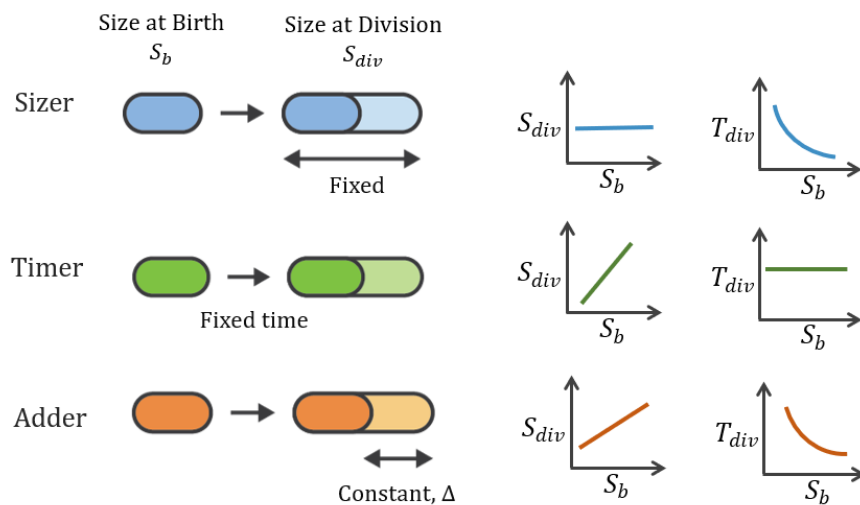 Size at Birth
S_b
Size at Division
S_div
Sizer
Fixed
S_div
S_b
T_div
S_b
Timer
Fixed time
S_div
S_b
T_div
S_b
Adder
Constant, Δ
S_div
S_b
T_div
S_b